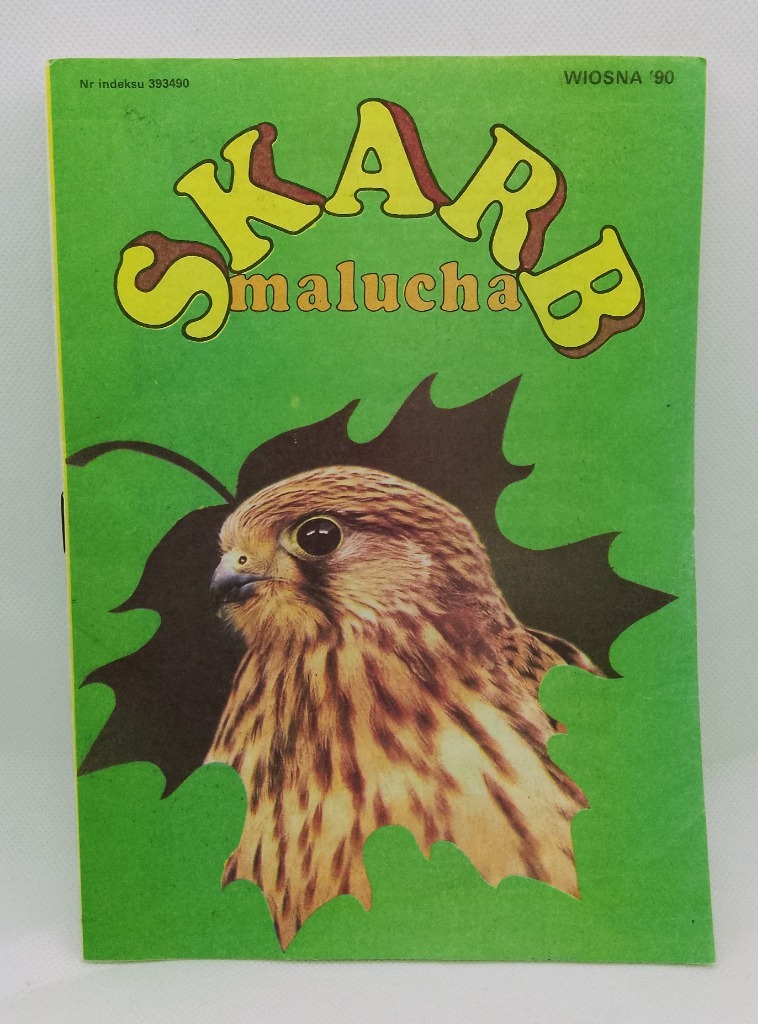 Nr indeksu 393490
WIOSNA '90
SKARB
malucha